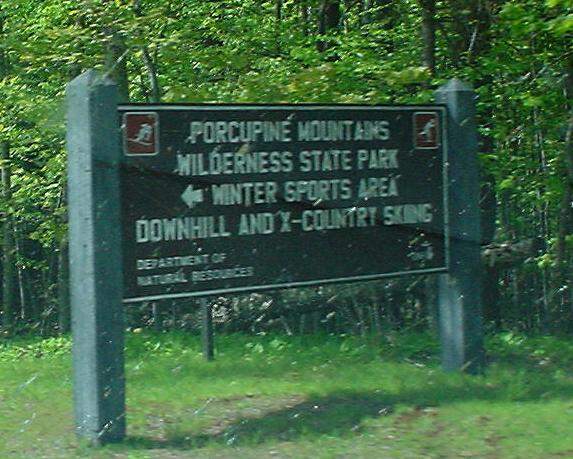 PORCUPINE MOUNTAINS
WILDERNESS STATE PARK
← WINTER SPORTS AREA
DOWNHILL AND X-COUNTRY SKIING
DEPARTMENT OF
NATURAL RESOURCES